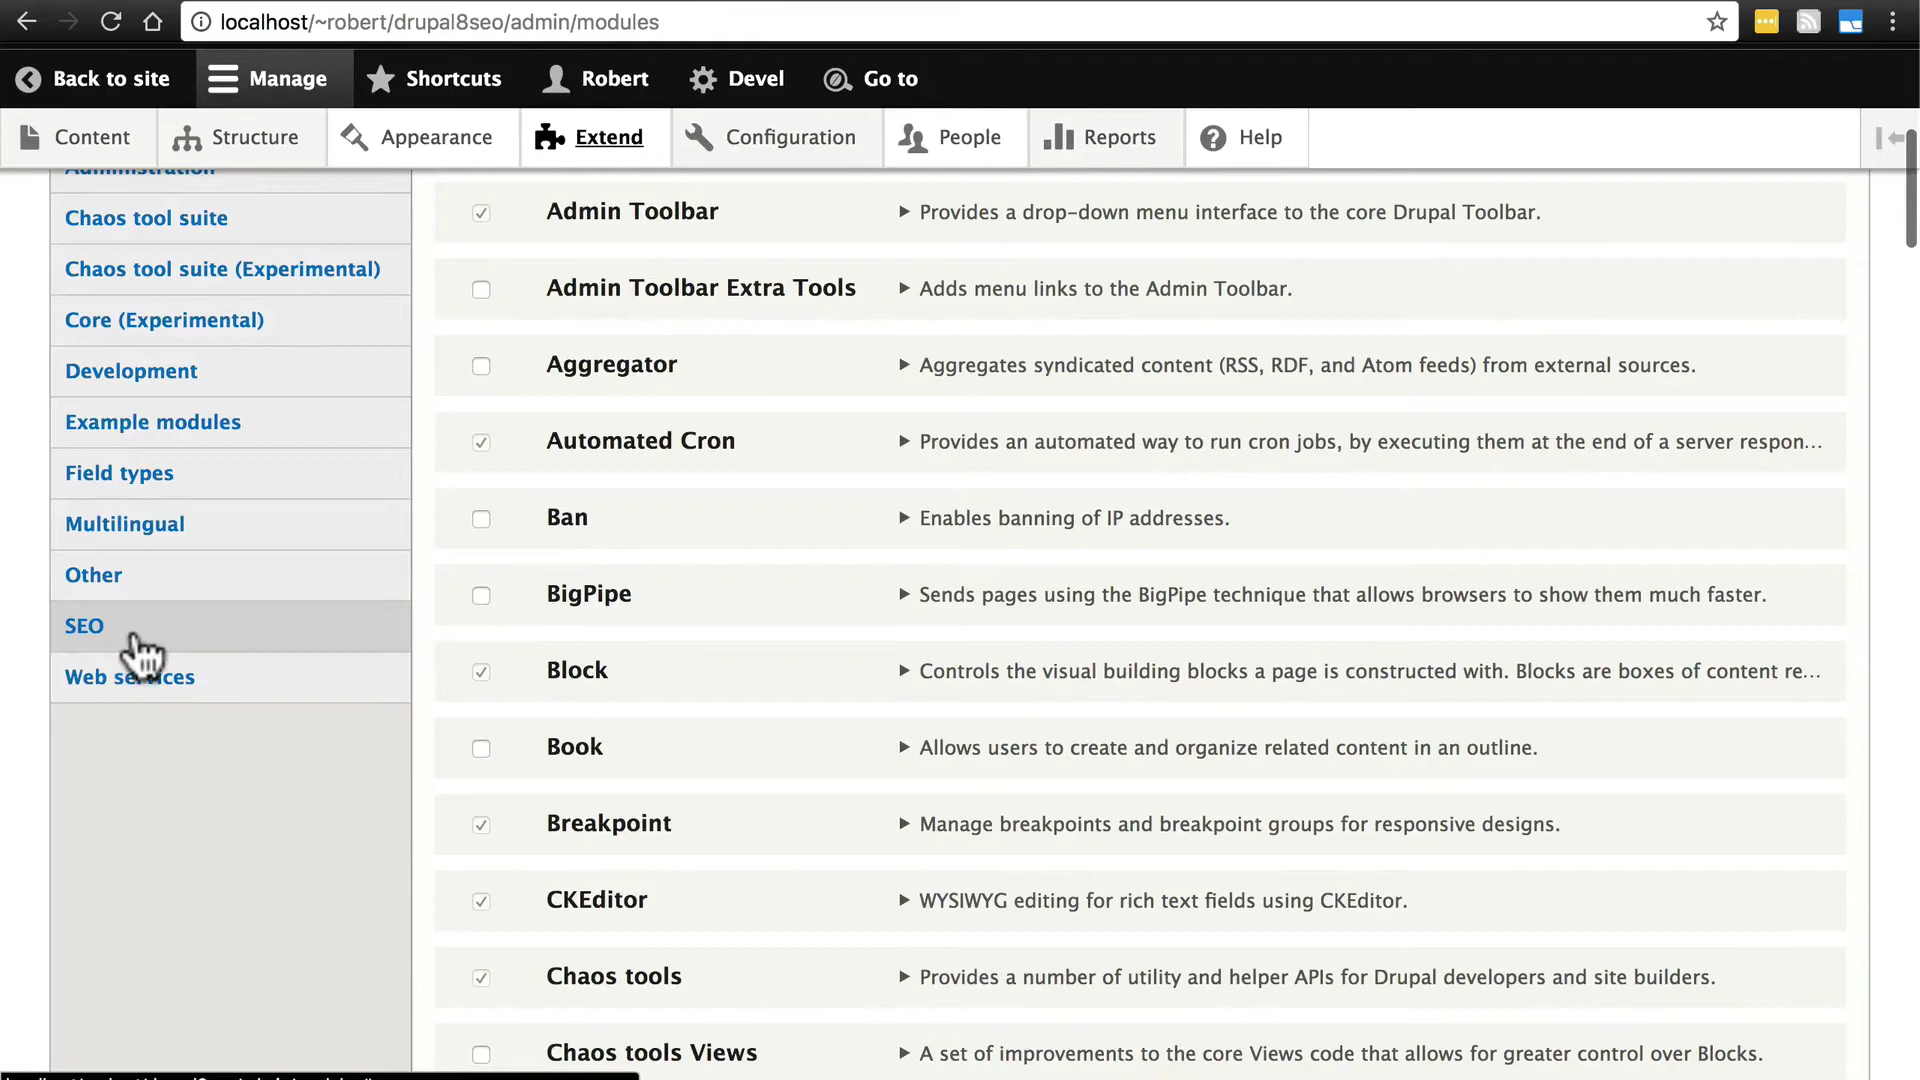 localhost/~robert/drupal8seo/admin/modules
Back to site
Manage
Shortcuts
Robert
Devel
Go to
Content
Structure
Appearance
Extend
Configuration
People
Reports
Help
Administration
Chaos tool suite
Chaos tool suite (Experimental)
Core (Experimental)
Development
Example modules
Field types
Multilingual
Other
SEO
Web services
Admin Toolbar
Provides a drop-down menu interface to the core Drupal Toolbar.
Admin Toolbar Extra Tools
Adds menu links to the Admin Toolbar.
Aggregator
Aggregates syndicated content (RSS, RDF, and Atom feeds) from external sources.
Automated Cron
Provides an automated way to run cron jobs, by executing them at the end of a server respon...
Ban
Enables banning of IP addresses.
BigPipe
Sends pages using the BigPipe technique that allows browsers to show them much faster.
Block
Controls the visual building blocks a page is constructed with. Blocks are boxes of content re...
Book
Allows users to create and organize related content in an outline.
Breakpoint
Manage breakpoints and breakpoint groups for responsive designs.
CKEditor
WYSIWYG editing for rich text fields using CKEditor.
Chaos tools
Provides a number of utility and helper APIs for Drupal developers and site builders.
Chaos tools Views
A set of improvements to the core Views code that allows for greater control over Blocks.